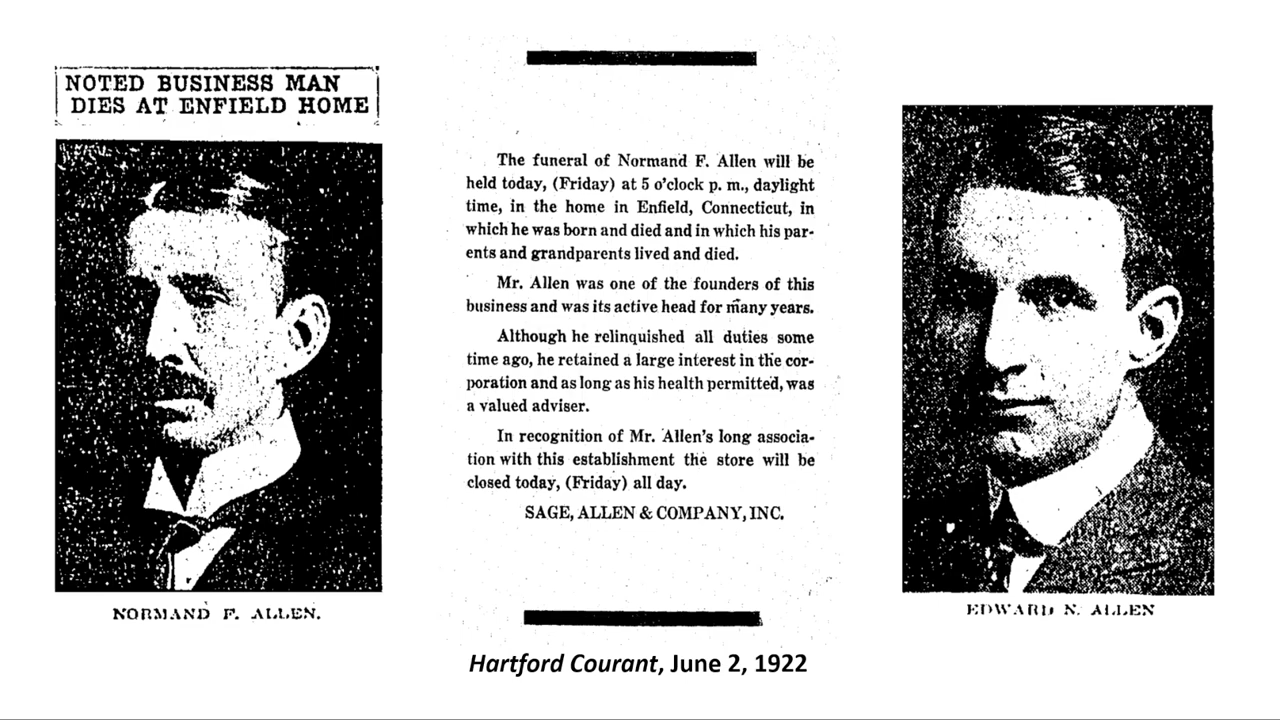 NOTED BUSINESS MAN
DIES AT ENFIELD HOME
NORMAND F. ALLEN.
The funeral of Normand F. Allen will be
held today, (Friday) at 5 o'clock p. m., daylight
time, in the home in Enfield, Connecticut, in
which he was born and died and in which his par-
ents and grandparents lived and died.
Mr. Allen was one of the founders of this
business and was its active head for many years.
Although he relinquished all duties some
time ago, he retained a large interest in the cor-
poration and as long as his health permitted, was
a valued adviser.
In recognition of Mr. Allen's long associa-
tion with this establishment the store will be
closed today, (Friday) all day.
SAGE, ALLEN & COMPANY, INC.
Hartford Courant, June 2, 1922
EDWARD N. ALLEN